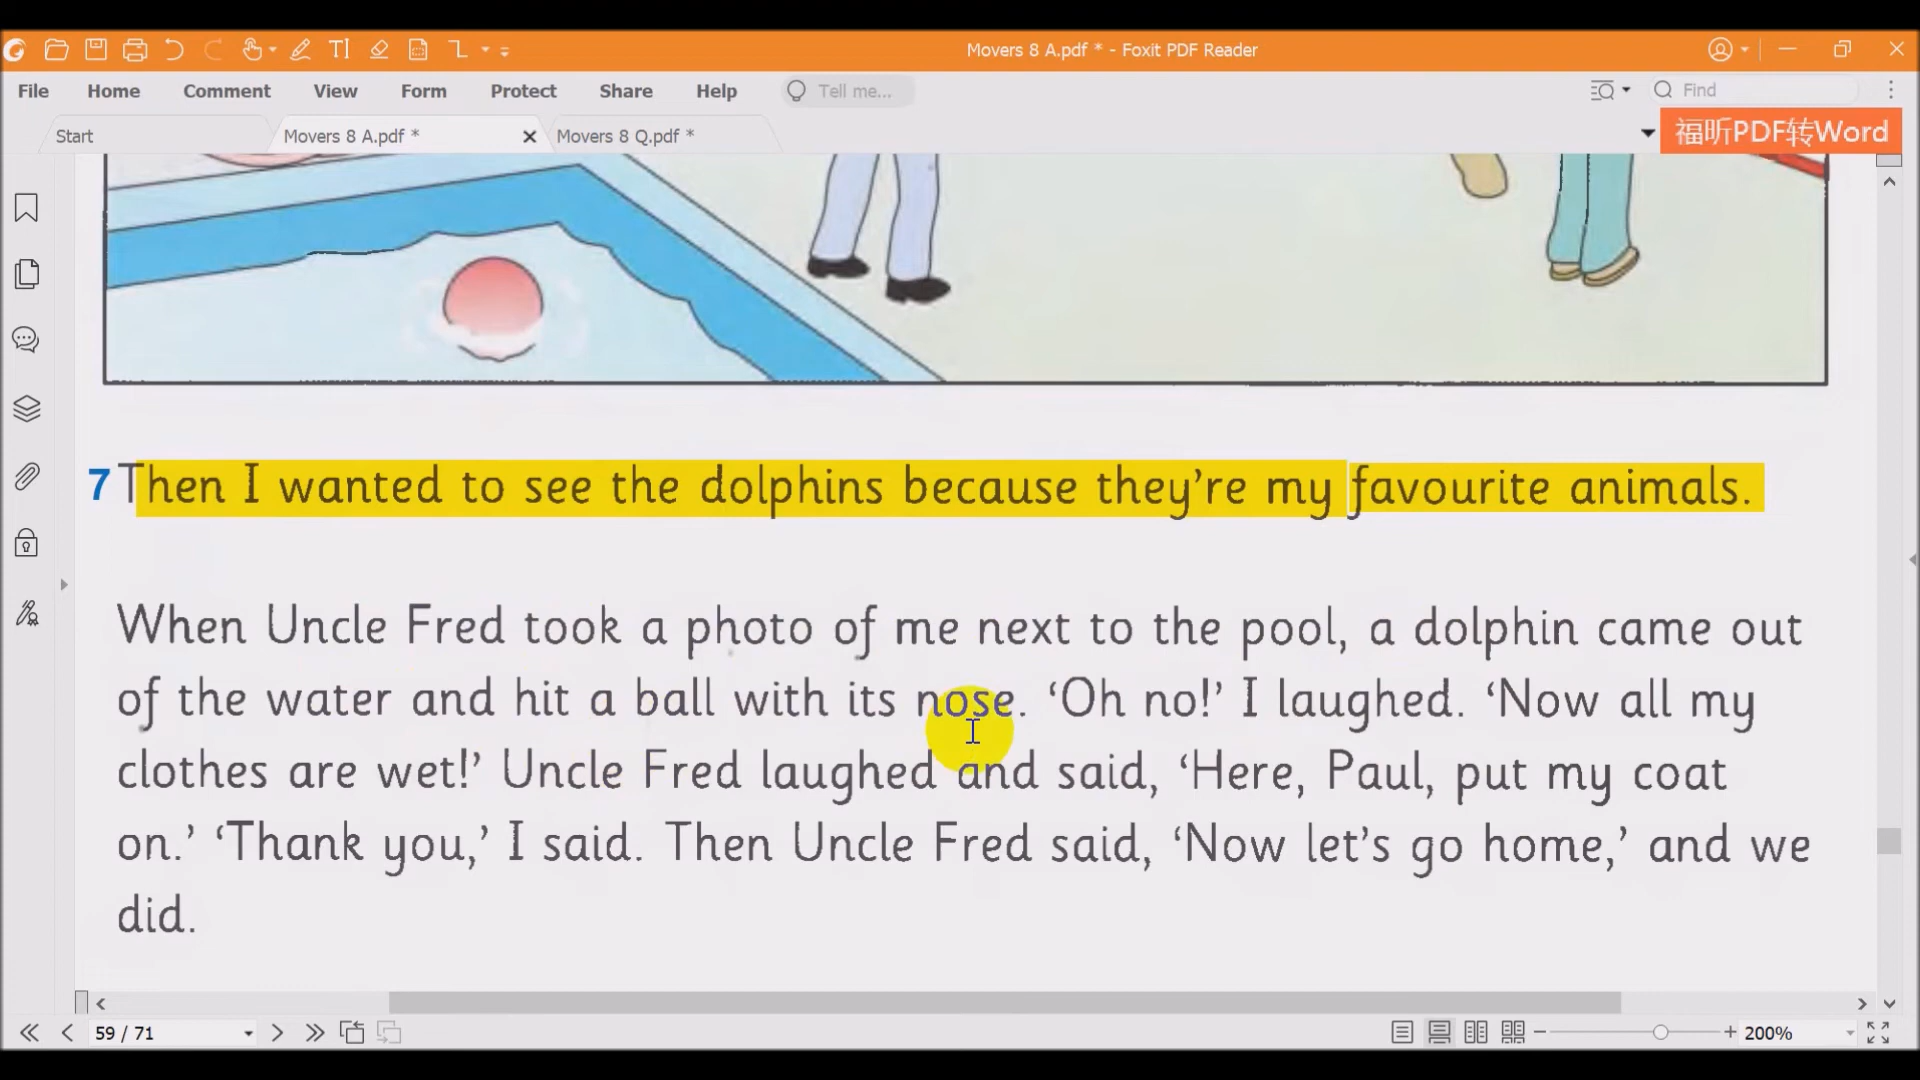 Movers 8 A.pdf * - Foxit PDF Reader
File Home Comment View Form Protect Share Help Tell me... Find
Start Movers 8 A.pdf * Movers 8 Q.pdf * 福昕PDF转Word
7 Then I wanted to see the dolphins because they're my favourite animals.
When Uncle Fred took a photo of me next to the pool, a dolphin came out
of the water and hit a ball with its nose. 'Oh no!' I laughed. 'Now all my
clothes are wet!' Uncle Fred laughed and said, 'Here, Paul, put my coat
on.' 'Thank you,' I said. Then Uncle Fred said, 'Now let's go home,' and we
did.
59 / 71 200%